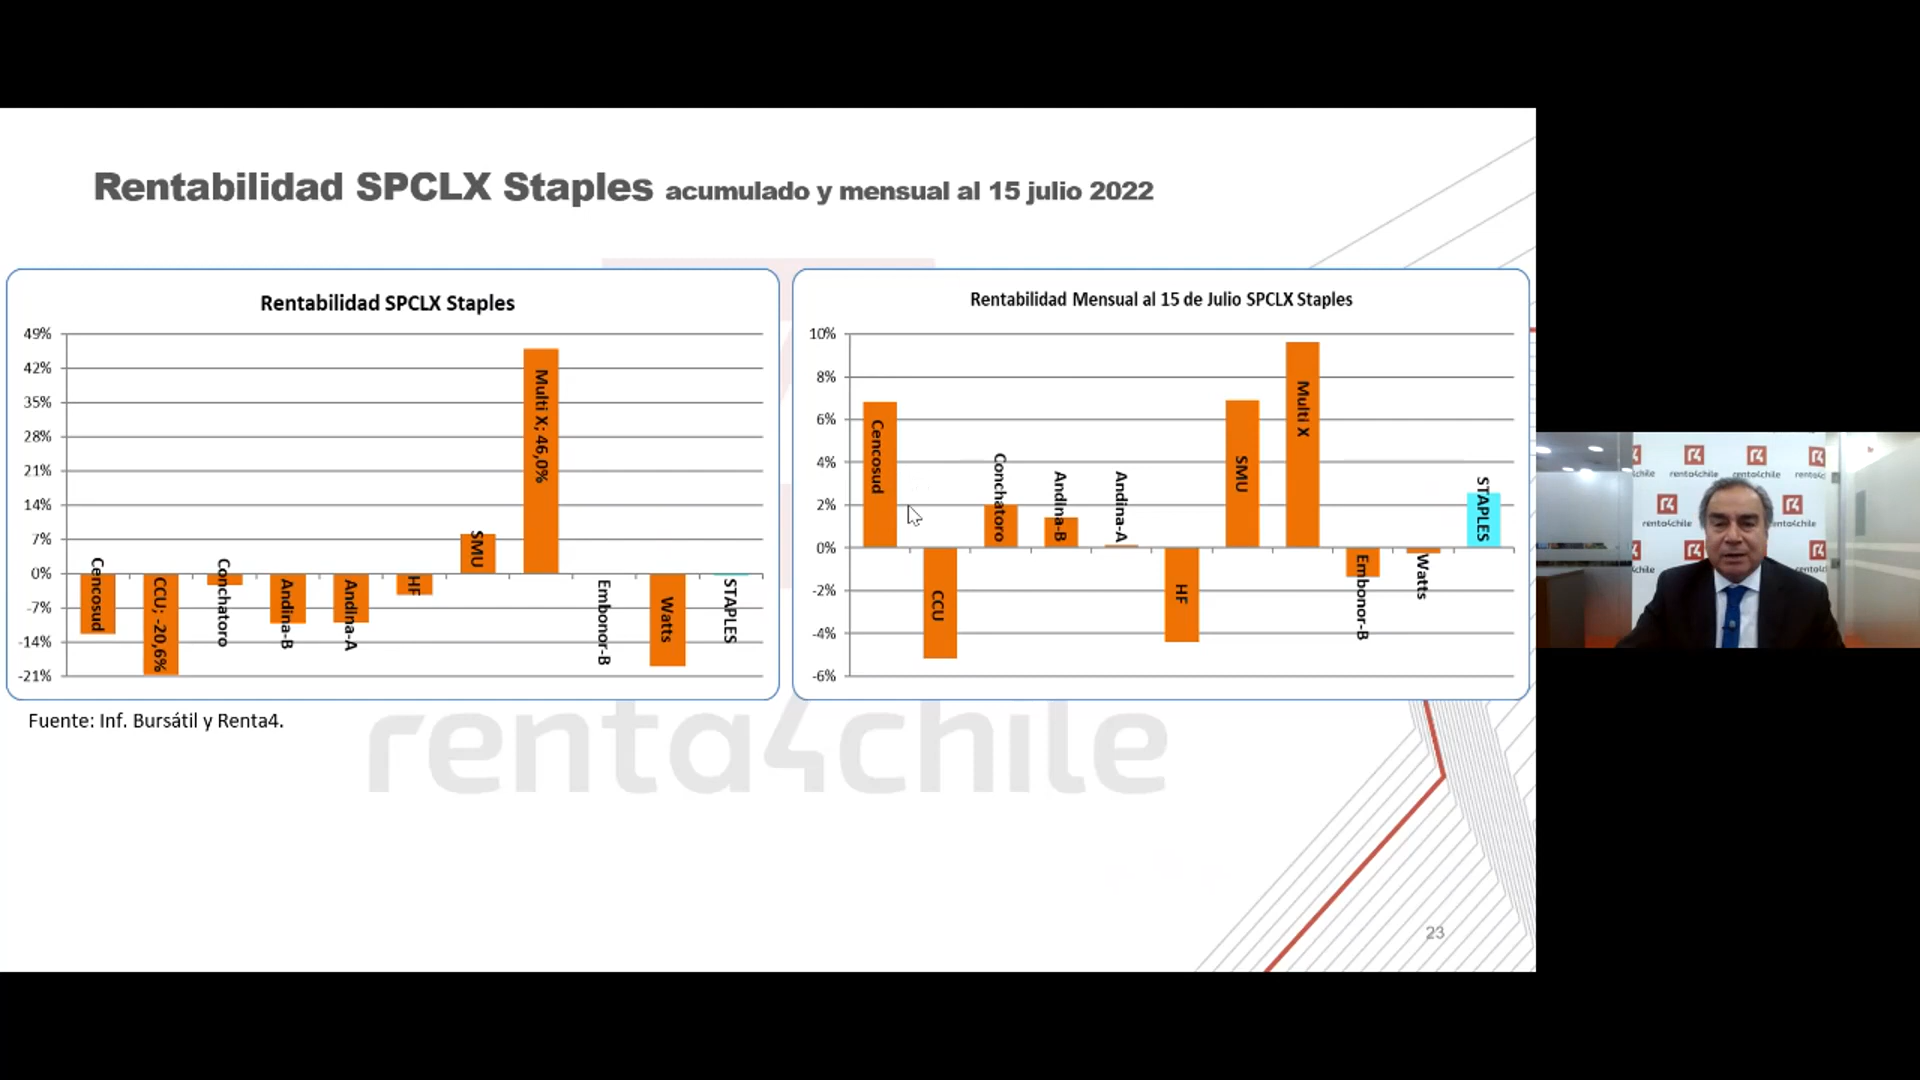 Rentabilidad SPCLX Staples acumulado y mensual al 15 julio 2022
Rentabilidad SPCLX Staples
49%
42%
35%
28%
21%
14%
7%
0%
-7%
-14%
-21%
Cencosud
CCU; -20,6%
Conchatoro
Andina-B
Andina-A
HF
SMU
Multi X; 46,0%
Embonor-B
Watts
STAPLES
Rentabilidad Mensual al 15 de Julio SPCLX Staples
10%
8%
6%
4%
2%
0%
-2%
-4%
-6%
Cencosud
CCU
Conchatoro
Andina-B
Andina-A
HF
SMU
Multi X
Embonor-B
Watts
STAPLES
Fuente: Inf. Bursátil y Renta4.
renta4chile
23
renta4chile
renta4chile
renta4chile